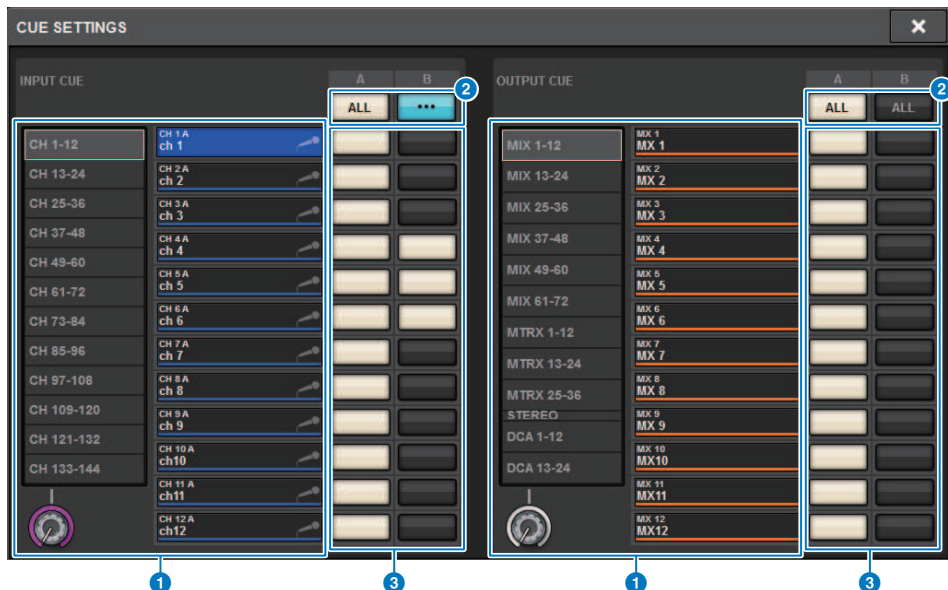 CUE SETTINGS
INPUT CUE
A
B
2
ALL
...
CH 1-12
CH 13-24
CH 25-36
CH 37-48
CH 49-60
CH 61-72
CH 73-84
CH 85-96
CH 97-108
CH 109-120
CH 121-132
CH 133-144
CH 1 A
ch 1
CH 2 A
ch 2
CH 3 A
ch 3
CH 4 A
ch 4
CH 5 A
ch 5
CH 6 A
ch 6
CH 7 A
ch 7
CH 8 A
ch 8
CH 9 A
ch 9
CH 10 A
ch10
CH 11 A
ch11
CH 12 A
ch12
1
3
OUTPUT CUE
A
B
2
ALL
ALL
MIX 1-12
MIX 13-24
MIX 25-36
MIX 37-48
MIX 49-60
MIX 61-72
MTRX 1-12
MTRX 13-24
MTRX 25-36
STEREO
DCA 1-12
DCA 13-24
MX 1
MX 1
MX 2
MX 2
MX 3
MX 3
MX 4
MX 4
MX 5
MX 5
MX 6
MX 6
MX 7
MX 7
MX 8
MX 8
MX 9
MX 9
MX 10
MX10
MX 11
MX11
MX 12
MX12
1
3